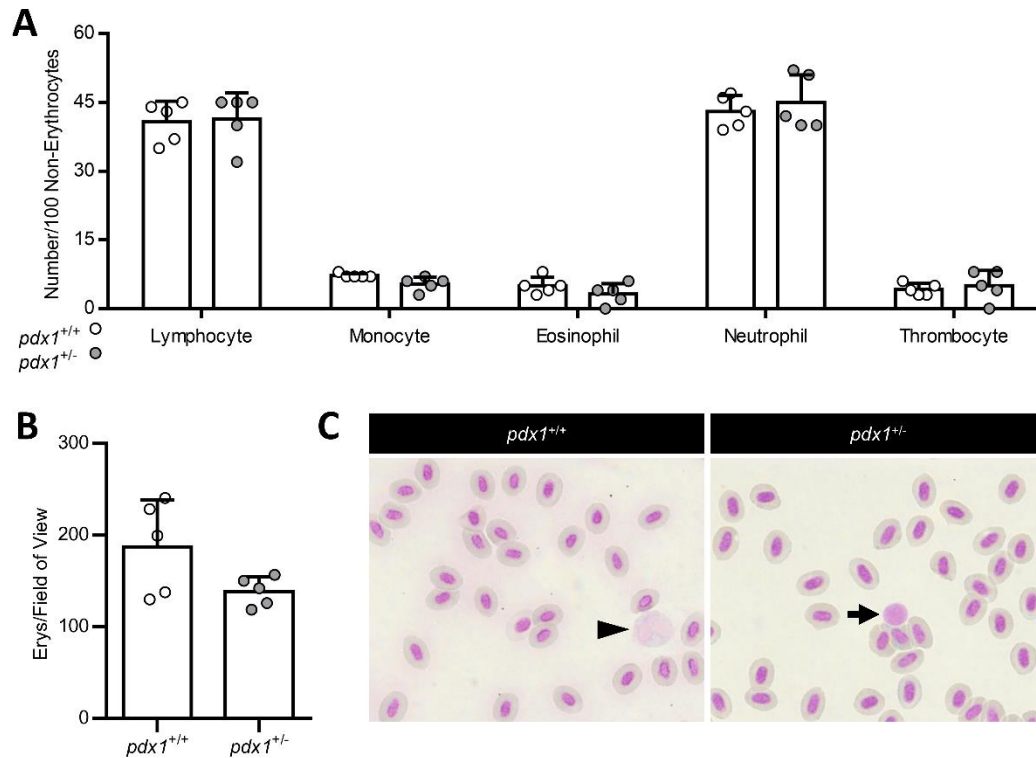 A
Number/100 Non-Erythrocytes
60
45
30
15
0
pdx1+/+
pdx1+/-
Lymphocyte
Monocyte
Eosinophil
Neutrophil
Thrombocyte
B
Erys/Field of View
300
200
100
0
pdx1+/+
pdx1+/-
C
pdx1+/+
pdx1+/-